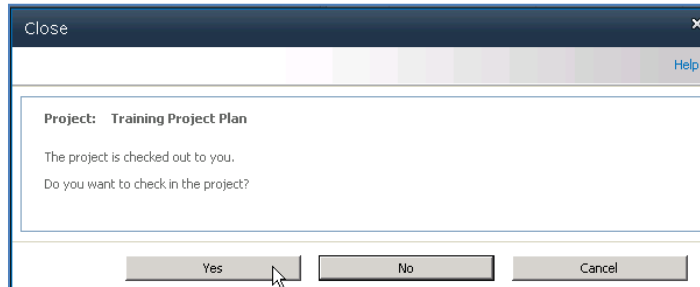 Close
Help
Project: Training Project Plan
The project is checked out to you.
Do you want to check in the project?
Yes No Cancel